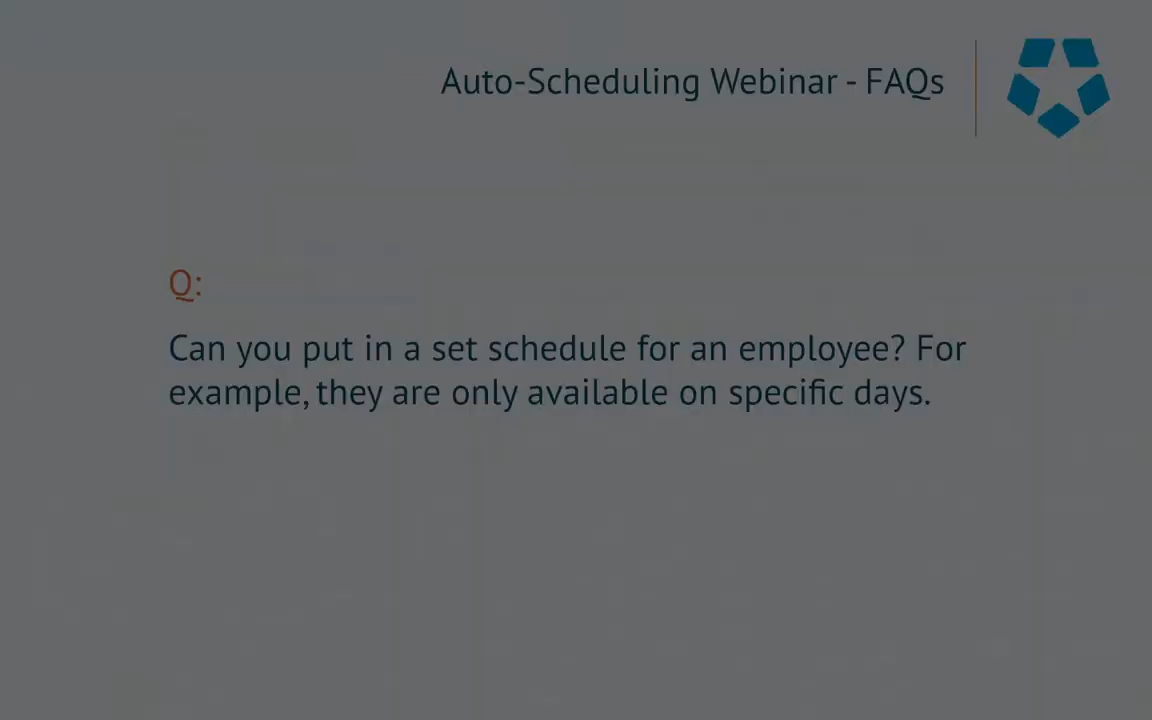 Auto-Scheduling Webinar - FAQs
Q:
Can you put in a set schedule for an employee? For
example, they are only available on specific days.